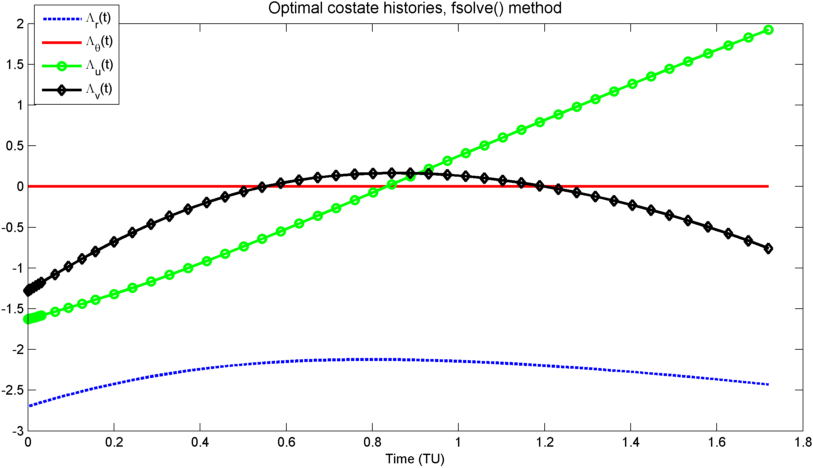 Optimal costate histories, fsolve() method
2
1.5
1
0.5
0
-0.5
-1
-1.5
-2
-2.5
-3
Λr(t)
Λθ(t)
Λu(t)
Λv(t)
0 0.2 0.4 0.6 0.8 1 1.2 1.4 1.6 1.8
Time (TU)